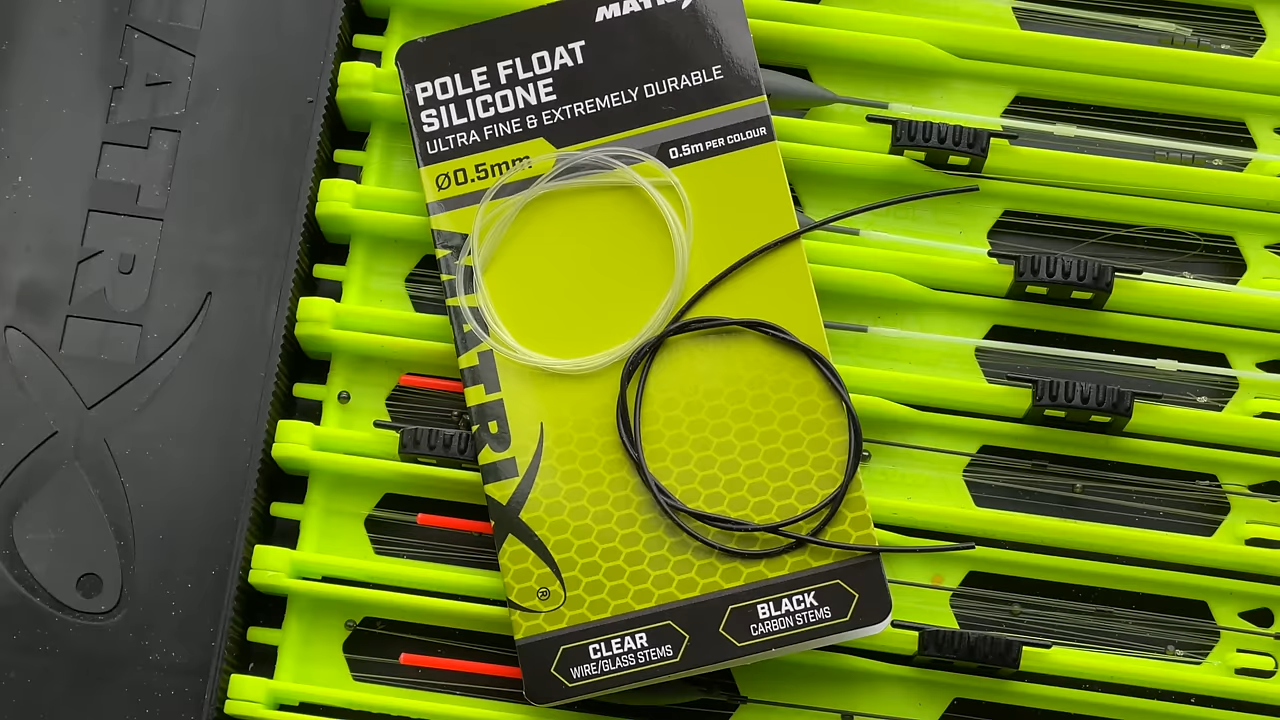 MATRIX
POLE FLOAT
SILICONE
ULTRA FINE & EXTREMELY DURABLE
Ø0.5mm
0.5m PER COLOUR
MATRIX®
CLEAR
WIRE/GLASS STEMS
BLACK
CARBON STEMS
MATRIX